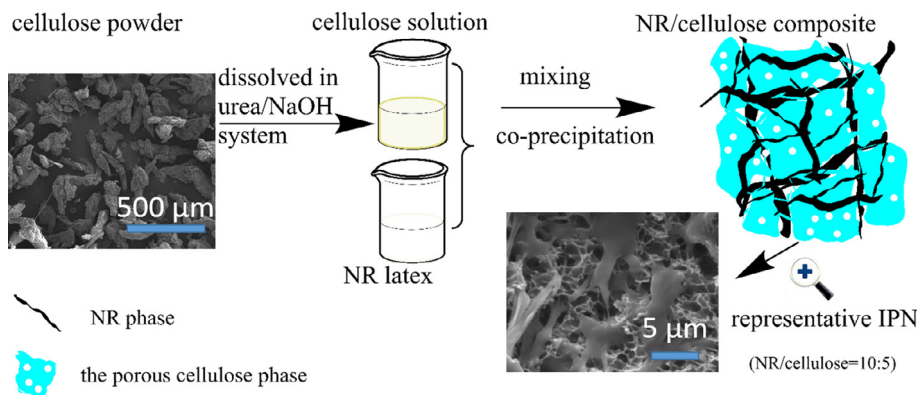 cellulose powder
cellulose solution
NR/cellulose composite
dissolved in
urea/NaOH
system
mixing
co-precipitation
500 µm
NR latex
5 µm
NR phase
representative IPN
(NR/cellulose=10:5)
the porous cellulose phase